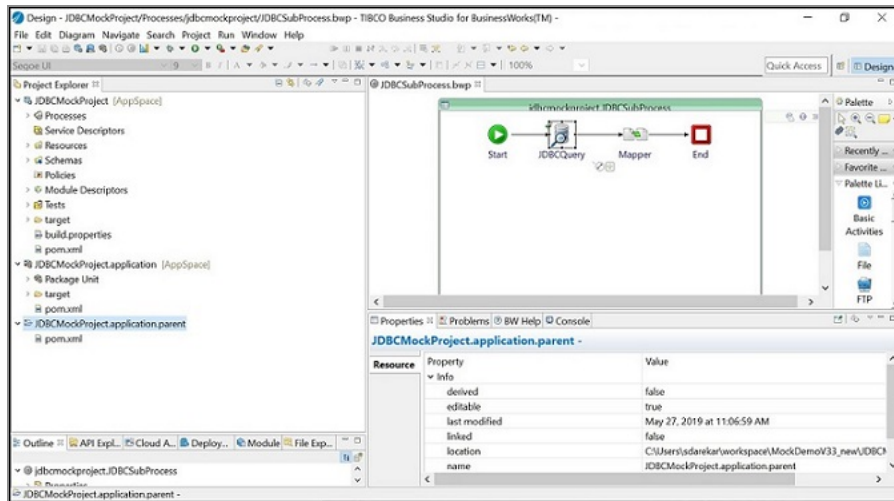 Design - JDBCMockProject/Processes/jdbcmockproject/JDBCSubProcess.bwp - TIBCO Business Studio for BusinessWorks(TM) -
File Edit Diagram Navigate Search Project Run Window Help
Segoe UI
9
100%
Quick Access
Design
Project Explorer
JDBCMockProject [AppSpace]
Processes
Service Descriptors
Resources
Schemas
Policies
Module Descriptors
Tests
target
build.properties
pom.xml
JDBCMockProject.application [AppSpace]
Package Unit
target
pom.xml
JDBCMockProject.application.parent
pom.xml
JDBCSubProcess.bwp
jdbcmockproject.JDBCSubProcess
Start
JDBCQuery
Mapper
End
Palette
Recently ...
Favorite ...
Palette Li...
Basic
Activities
File
FTP
Properties
Problems
BW Help
Console
JDBCMockProject.application.parent -
Resource
Property Value
Info
derived false
editable true
last modified May 27, 2019 at 11:06:59 AM
linked false
location C:\Users\sdarekar\workspace\MockDemoV33_new\JDBCM
name JDBCMockProject.application.parent
Outline
API Expl...
Cloud A...
Deploy...
Module
File Exp...
jdbcmockproject.JDBCSubProcess
Properties
JDBCMockProject.application.parent -